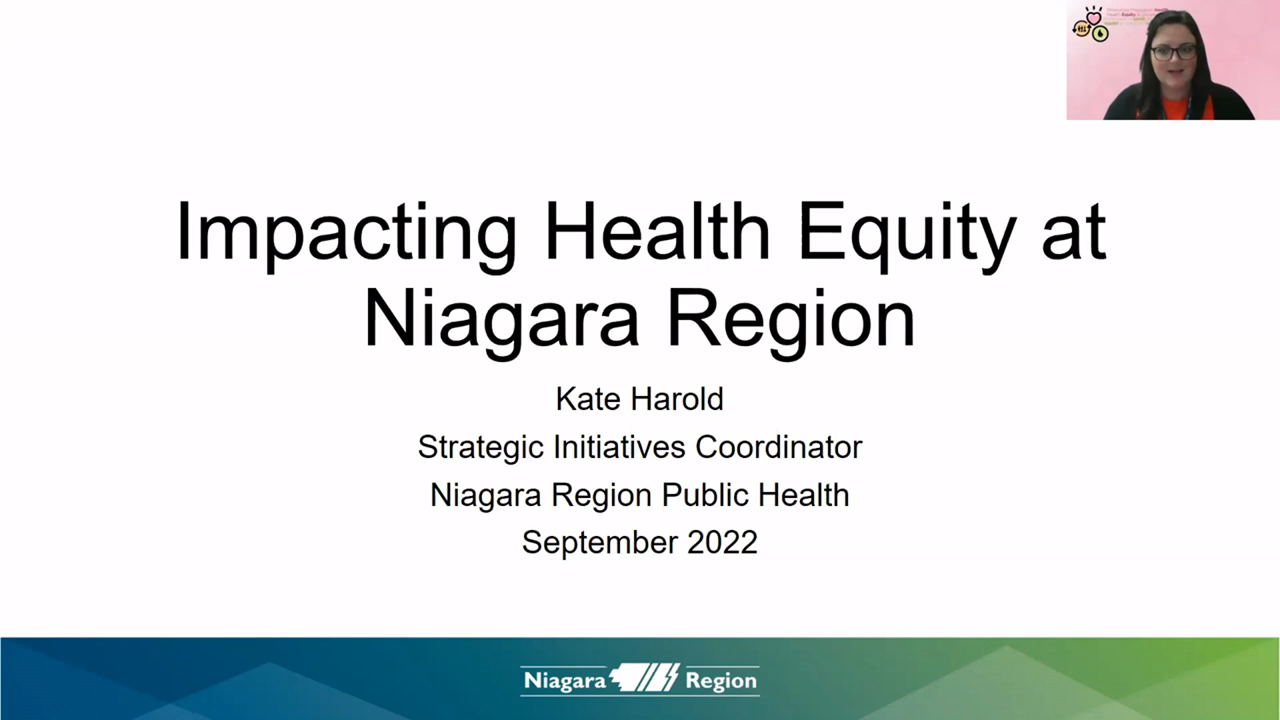 Impacting Health Equity at
Niagara Region
Kate Harold
Strategic Initiatives Coordinator
Niagara Region Public Health
September 2022
Niagara Region